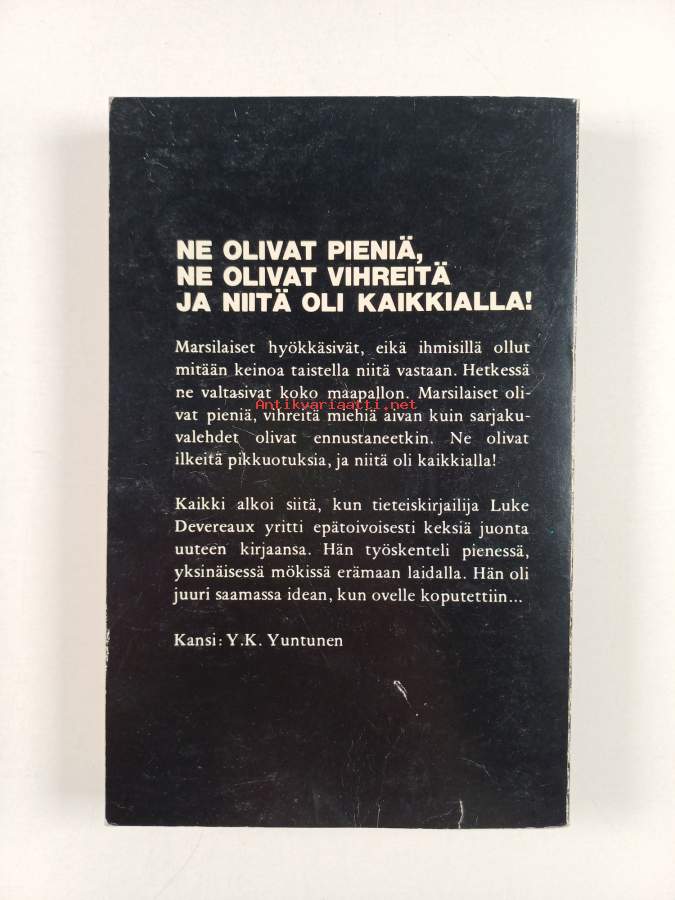 NE OLIVAT PIENIÄ,
NE OLIVAT VIHREITÄ
JA NIITÄ OLI KAIKKIALLA!
Marsilaiset hyökkäsivät, eikä ihmisillä ollut
mitään keinoa taistella niitä vastaan. Hetkessä
ne valtasivat koko maapallon. Marsilaiset oli-
Antikvariaatti.net
vat pieniä, vihreitä miehiä aivan kuin sarjaku-
valehdet olivat ennustaneetkin. Ne olivat
ilkeitä pikkuotuksia, ja niitä oli kaikkialla!
Kaikki alkoi siitä, kun tieteiskirjailija Luke
Devereaux yritti epätoivoisesti keksiä juonta
uuteen kirjaansa. Hän työskenteli pienessä,
yksinäisessä mökissä erämaan laidalla. Hän oli
juuri saamassa idean, kun ovelle koputettiin...
Kansi: Y.K. Yuntunen